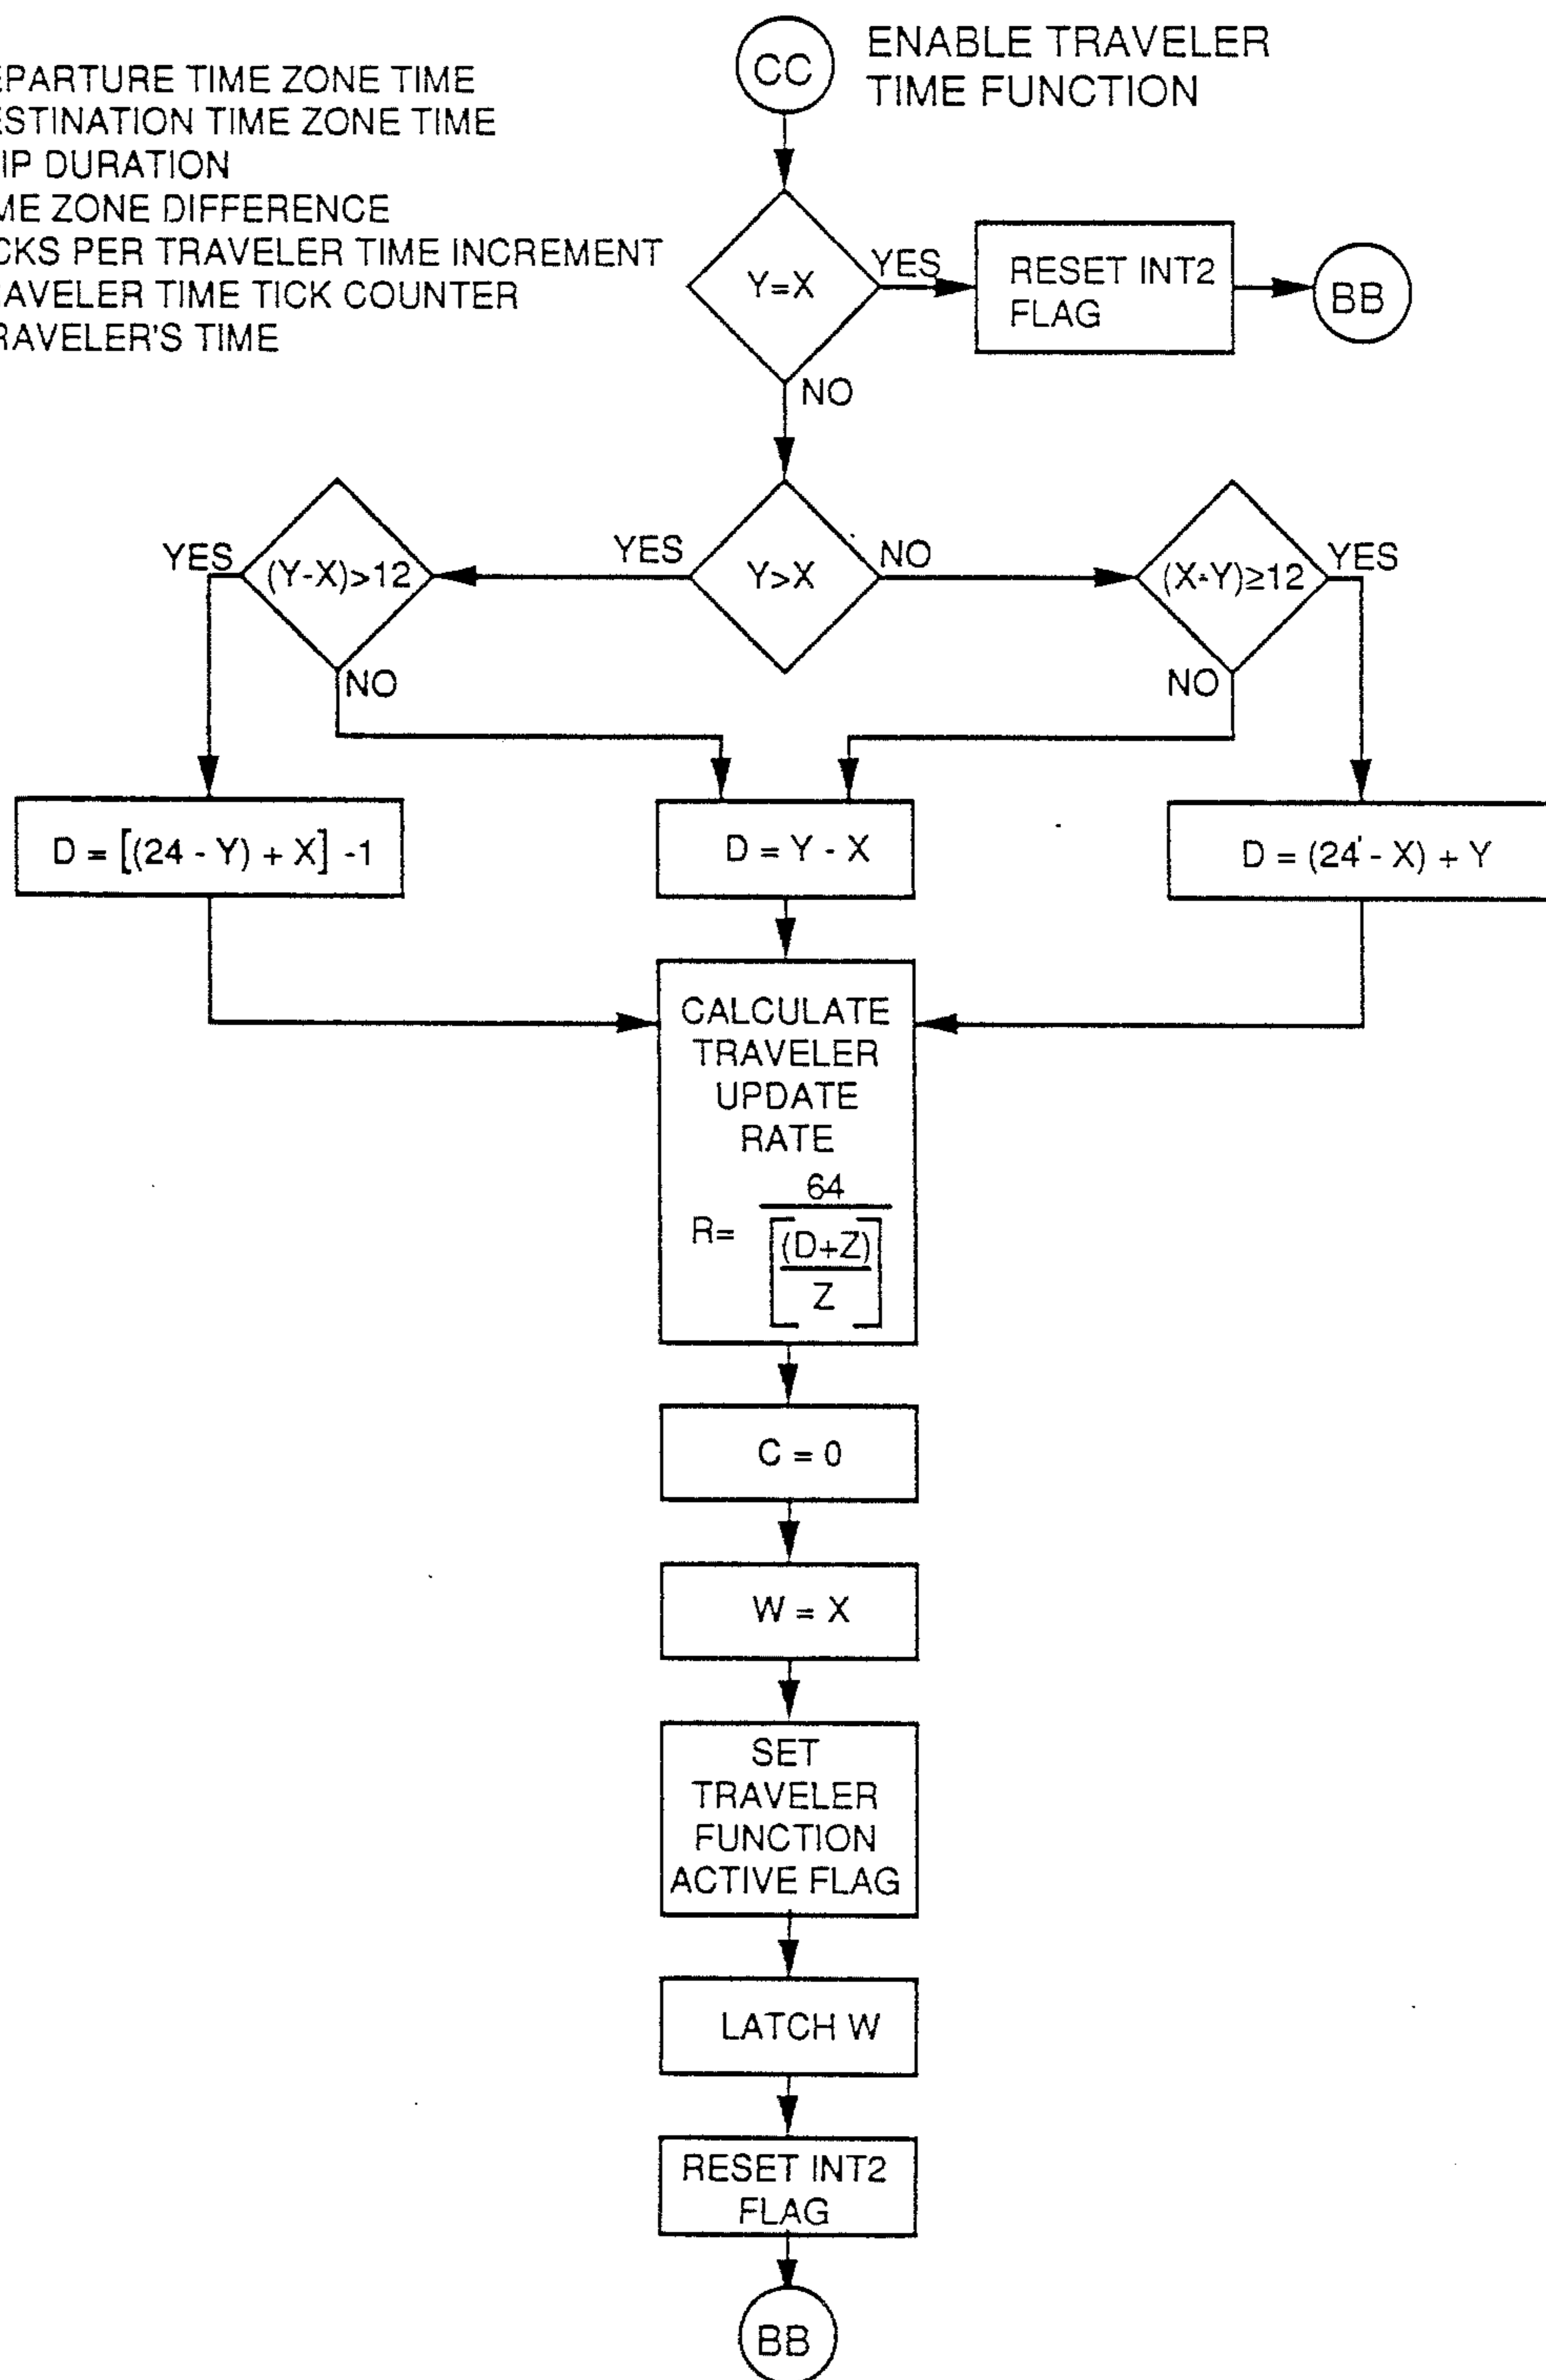 CC
ENABLE TRAVELER
TIME FUNCTION
EPARTURE TIME ZONE TIME
ESTINATION TIME ZONE TIME
IP DURATION
ME ZONE DIFFERENCE
CKS PER TRAVELER TIME INCREMENT
AVELER TIME TICK COUNTER
RAVELER'S TIME
Y=X
YES
RESET INT2
FLAG
BB
NO
YES
(Y-X)>12
YES
Y>X
NO
(X-Y)≥12
YES
NO
NO
D = [(24 - Y) + X] -1
D = Y - X
D = (24 - X) + Y
CALCULATE
TRAVELER
UPDATE
RATE
64
R=
(D+Z)
Z
C = 0
W = X
SET
TRAVELER
FUNCTION
ACTIVE FLAG
LATCH W
RESET INT2
FLAG
BB